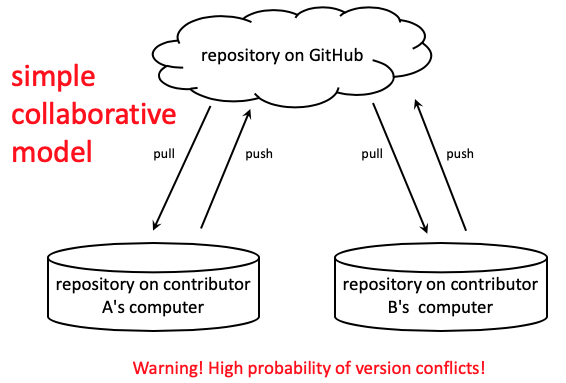 repository on GitHub
simple
collaborative
model
pull
push
pull
push
repository on contributor
A's computer
repository on contributor
B's  computer
Warning! High probability of version conflicts!